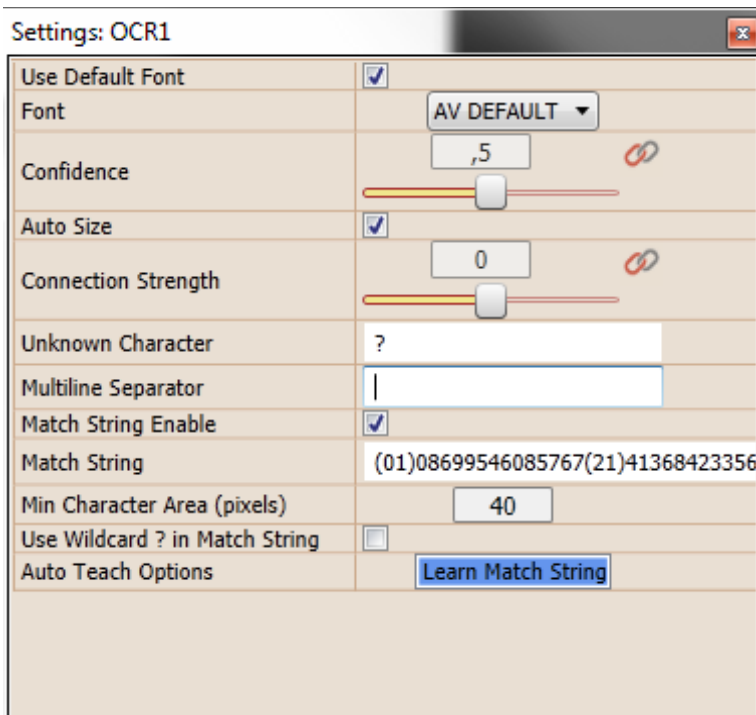 Settings: OCR1
Use Default Font
Font AV DEFAULT
Confidence ,5
Auto Size
Connection Strength 0
Unknown Character ?
Multiline Separator
Match String Enable
Match String (01)08699546085767(21)41368423356
Min Character Area (pixels) 40
Use Wildcard ? in Match String
Auto Teach Options Learn Match String